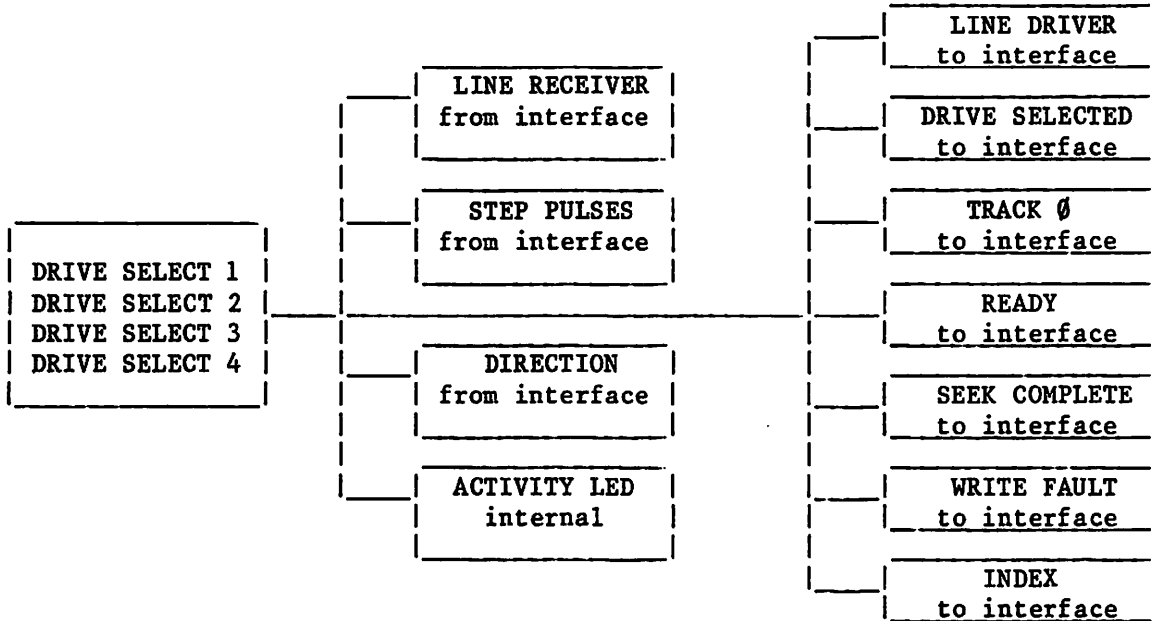 DRIVE SELECT 1
DRIVE SELECT 2
DRIVE SELECT 3
DRIVE SELECT 4
LINE RECEIVER
from interface
STEP PULSES
from interface
DIRECTION
from interface
ACTIVITY LED
internal
LINE DRIVER
to interface
DRIVE SELECTED
to interface
TRACK Ø
to interface
READY
to interface
SEEK COMPLETE
to interface
WRITE FAULT
to interface
INDEX
to interface